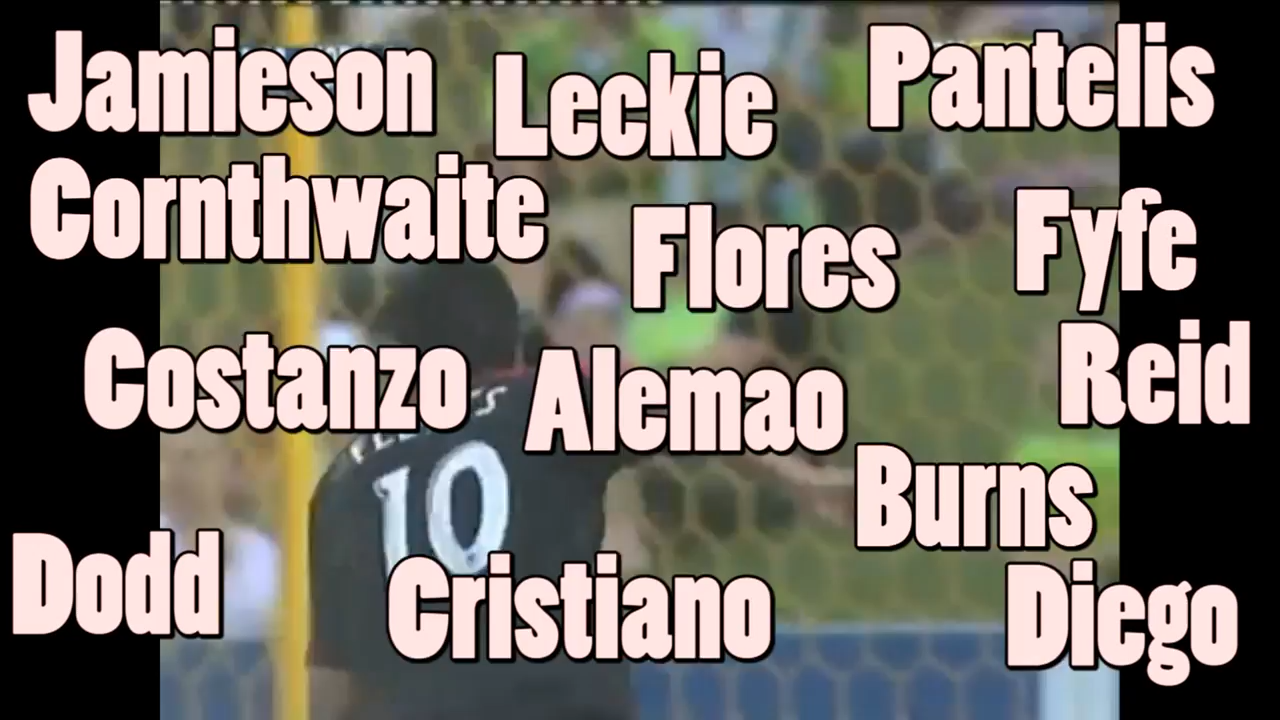 Jamieson Leckie Pantelis
Cornthwaite Flores Fyfe
Costanzo Alemao Reid
10
Burns
Dodd Cristiano Diego